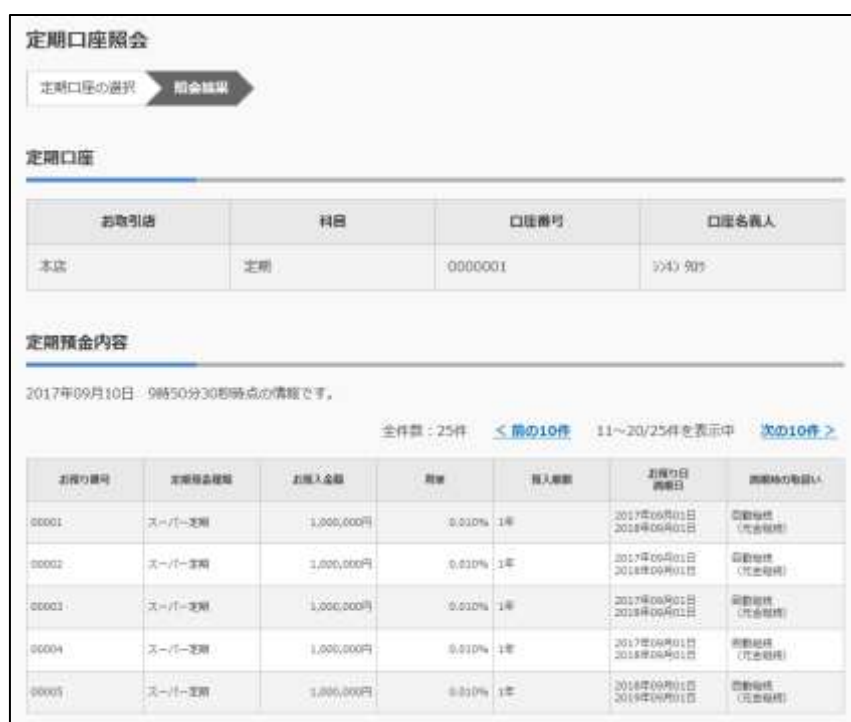 定期口座照会
定期口座の選択 照会結果
定期口座
お取引店 科目 口座番号 口座名義人
本店 定期 0000001 ｼﾝｷﾝ ﾀﾛｳ
定期預金内容
2017年09月10日 9時50分30秒時点の情報です。
全件数：25件 ＜ 前の10件 11～20/25件を表示中 次の10件 ＞
お預り番号 定期預金種類 お預入金額 利率 預入期間 お預り日 満期時の取扱い
満期日
00001 スーパー定期 1,000,000円 0.010% 1年 2017年09月01日 自動継続
2018年09月01日 （元金継続）
00002 スーパー定期 1,000,000円 0.010% 1年 2017年09月01日 自動継続
2018年09月01日 （元金継続）
00003 スーパー定期 1,000,000円 0.010% 1年 2017年09月01日 自動継続
2018年09月01日 （元金継続）
00004 スーパー定期 1,000,000円 0.010% 1年 2017年09月01日 自動継続
2018年09月01日 （元金継続）
00005 スーパー定期 1,000,000円 0.010% 1年 2018年09月01日 自動継続
2019年09月01日 （元金継続）